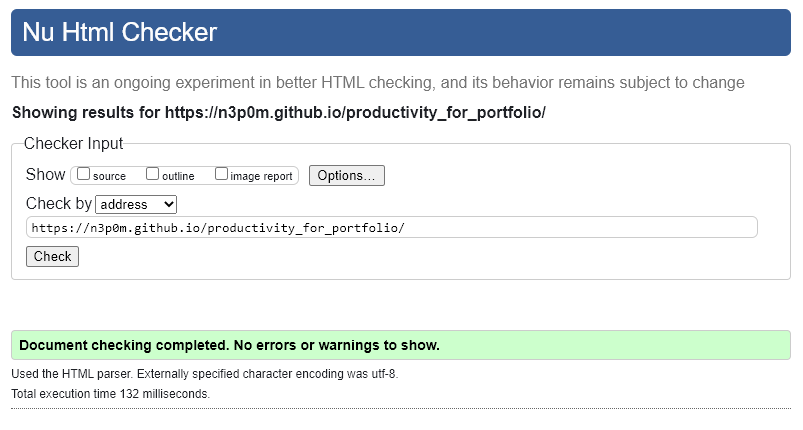 Nu Html Checker
This tool is an ongoing experiment in better HTML checking, and its behavior remains subject to change
Showing results for https://n3p0m.github.io/productivity_for_portfolio/
Checker Input
Show source outline image report Options...
Check by address
https://n3p0m.github.io/productivity_for_portfolio/
Check
Document checking completed. No errors or warnings to show.
Used the HTML parser. Externally specified character encoding was utf-8.
Total execution time 132 milliseconds.